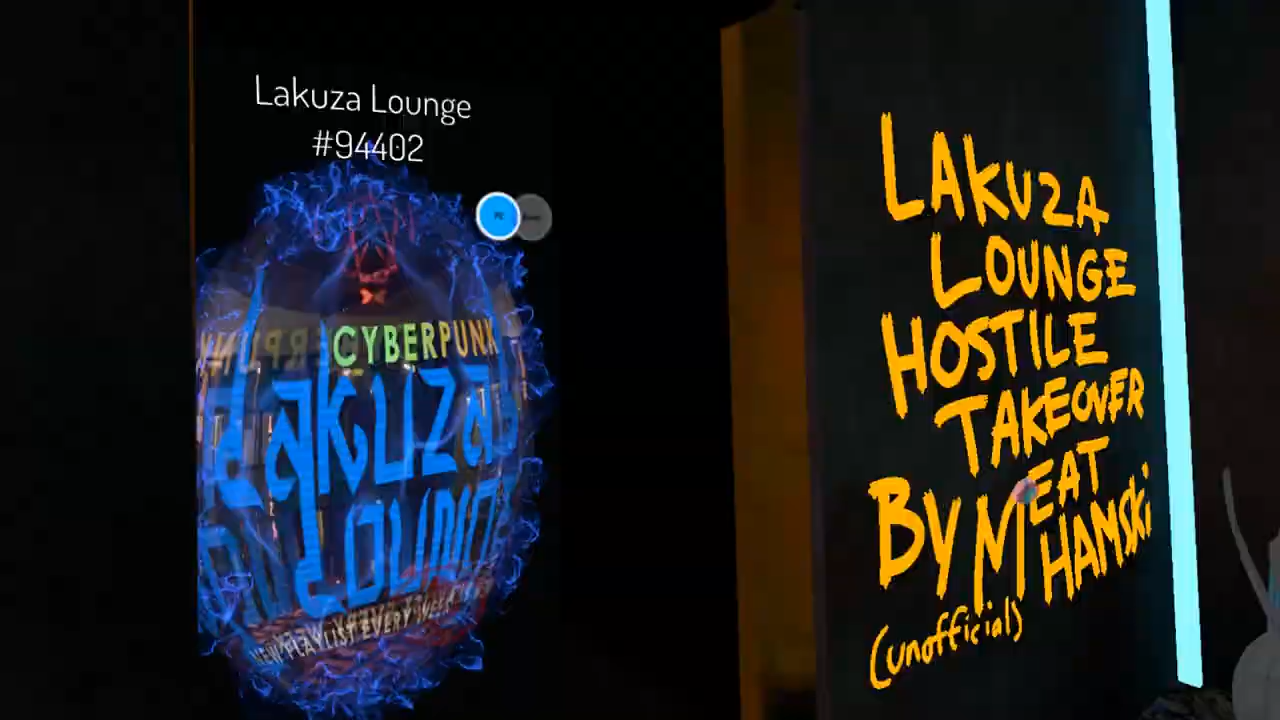 Lakuza Lounge
#94402
CYBERPUNK
Lakuza
LOUNGE
NEW PLAYLIST EVERY WEEK
LAKUZA
LOUNGE
HOSTILE
TAKEOVER
BY MEAT
HAMSKi
(unofficial)